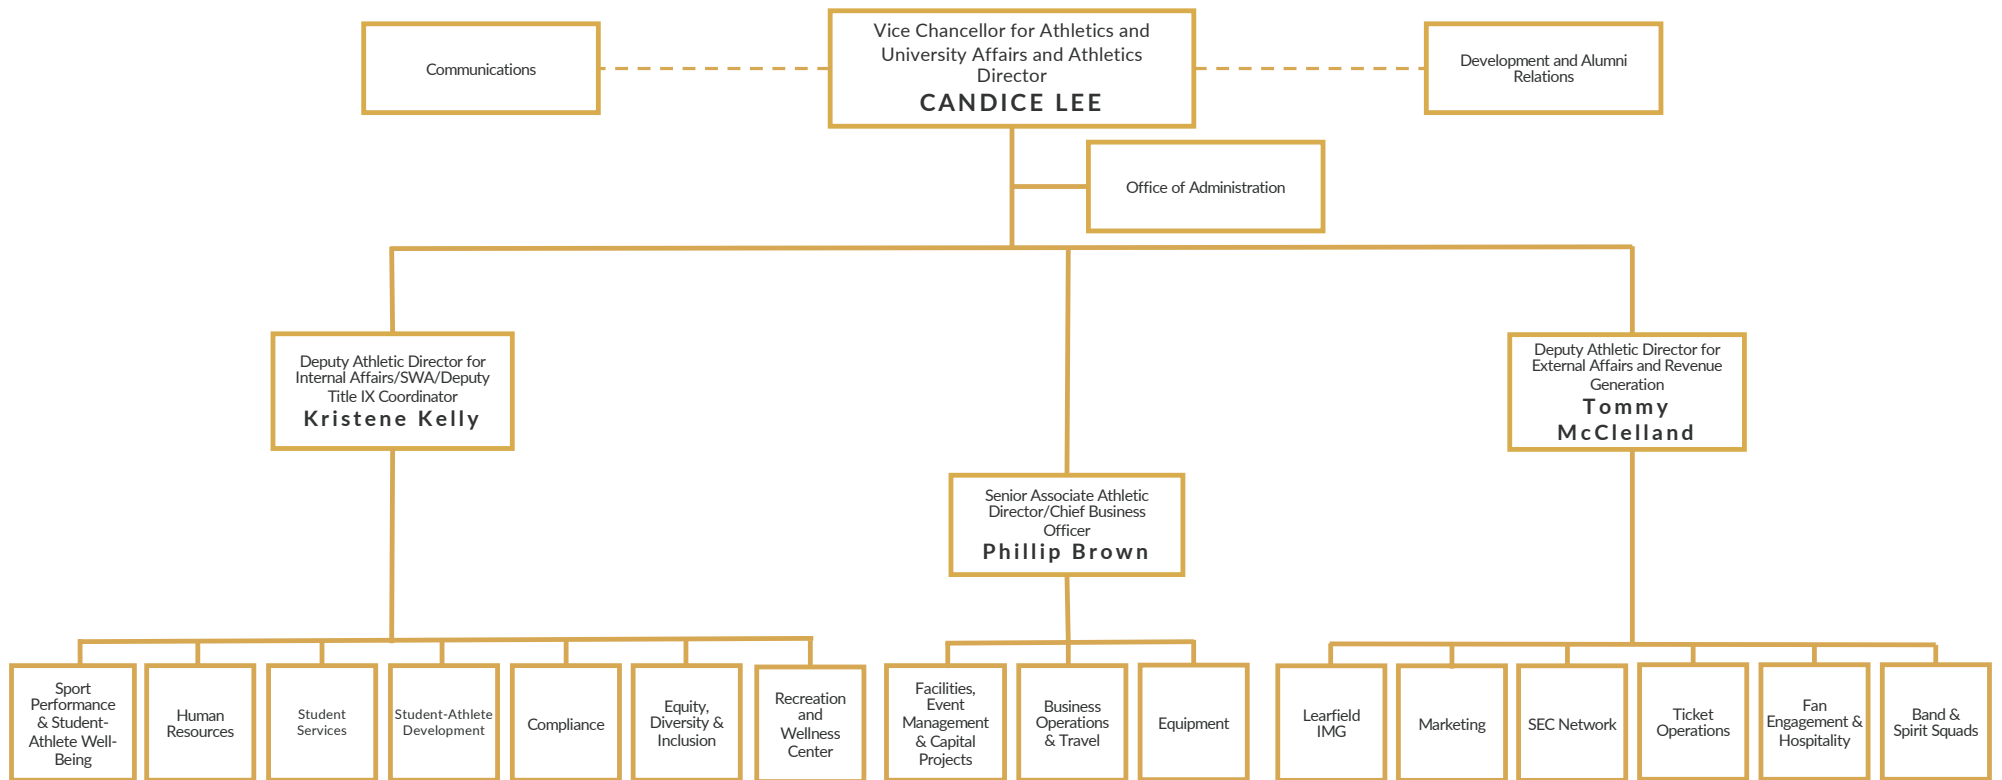 Communications
Vice Chancellor for Athletics and
University Affairs and Athletics
Director
CANDICE LEE
Development and Alumni
Relations
Office of Administration
Deputy Athletic Director for
Internal Affairs/SWA/Deputy
Title IX Coordinator
Kristene Kelly
Senior Associate Athletic
Director/Chief Business
Officer
Phillip Brown
Deputy Athletic Director for
External Affairs and Revenue
Generation
Tommy
McClelland
Sport
Performance
& Student-
Athlete Well-
Being
Human
Resources
Student
Services
Student-Athlete
Development
Compliance
Equity,
Diversity &
Inclusion
Recreation
and
Wellness
Center
Facilities,
Event
Management
& Capital
Projects
Business
Operations
& Travel
Equipment
Learfield
IMG
Marketing
SEC Network
Ticket
Operations
Fan
Engagement &
Hospitality
Band &
Spirit Squads